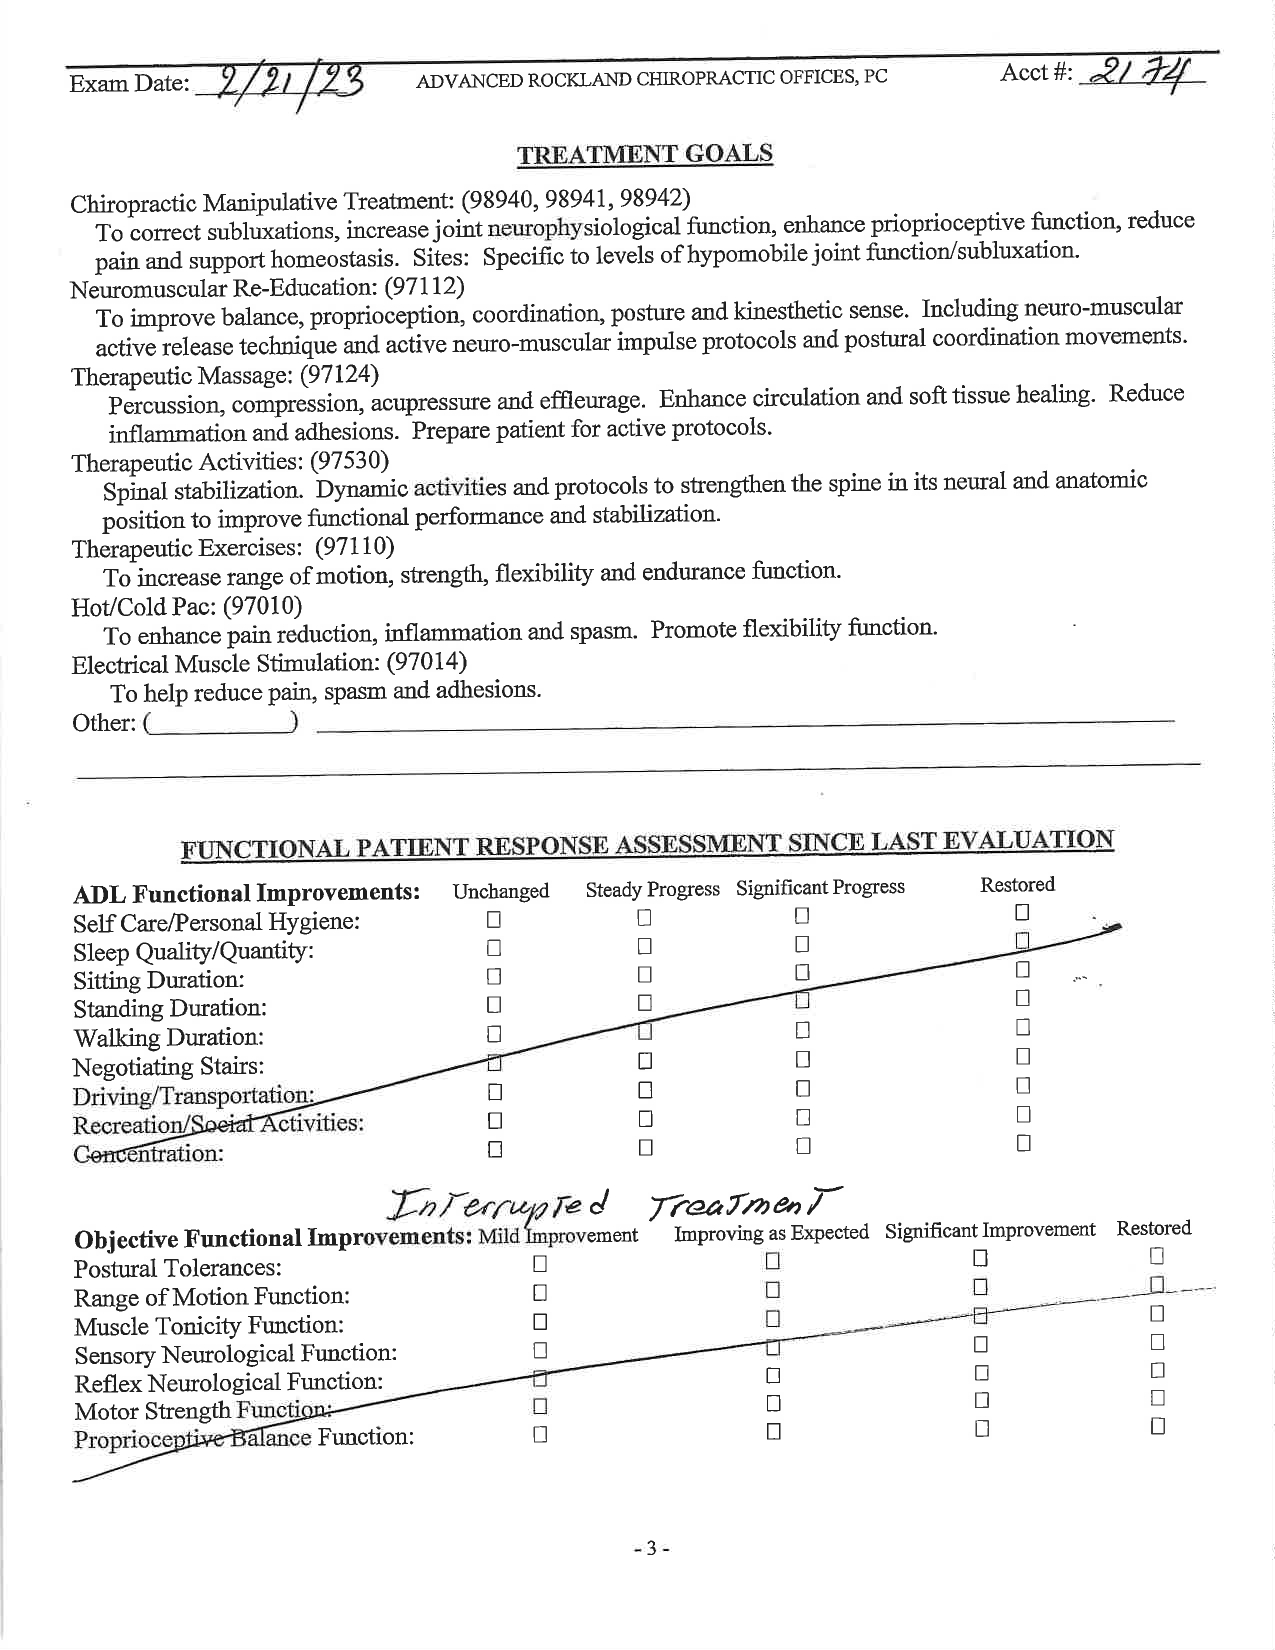 Exam Date: 2/21/23 ADVANCED ROCKLAND CHIROPRACTIC OFFICES, PC Acct #: 2174
TREATMENT GOALS
Chiropractic Manipulative Treatment: (98940, 98941, 98942)
To correct subluxations, increase joint neurophysiological function, enhance prioprioceptive function, reduce
pain and support homeostasis. Sites: Specific to levels of hypomobile joint function/subluxation.
Neuromuscular Re-Education: (97112)
To improve balance, proprioception, coordination, posture and kinesthetic sense. Including neuro-muscular
active release technique and active neuro-muscular impulse protocols and postural coordination movements.
Therapeutic Massage: (97124)
Percussion, compression, acupressure and effleurage. Enhance circulation and soft tissue healing. Reduce
inflammation and adhesions. Prepare patient for active protocols.
Therapeutic Activities: (97530)
Spinal stabilization. Dynamic activities and protocols to strengthen the spine in its neural and anatomic
position to improve functional performance and stabilization.
Therapeutic Exercises: (97110)
To increase range of motion, strength, flexibility and endurance function.
Hot/Cold Pac: (97010)
To enhance pain reduction, inflammation and spasm. Promote flexibility function.
Electrical Muscle Stimulation: (97014)
To help reduce pain, spasm and adhesions.
Other: ( )
FUNCTIONAL PATIENT RESPONSE ASSESSMENT SINCE LAST EVALUATION
ADL Functional Improvements: Unchanged Steady Progress Significant Progress Restored
Self Care/Personal Hygiene:
Sleep Quality/Quantity:
Sitting Duration:
Standing Duration:
Walking Duration:
Negotiating Stairs:
Driving/Transportation:
Recreation/Social Activities:
Concentration:
Interrupted Treatment
Objective Functional Improvements: Mild Improvement Improving as Expected Significant Improvement Restored
Postural Tolerances:
Range of Motion Function:
Muscle Tonicity Function:
Sensory Neurological Function:
Reflex Neurological Function:
Motor Strength Function:
Proprioceptive Balance Function:
- 3 -